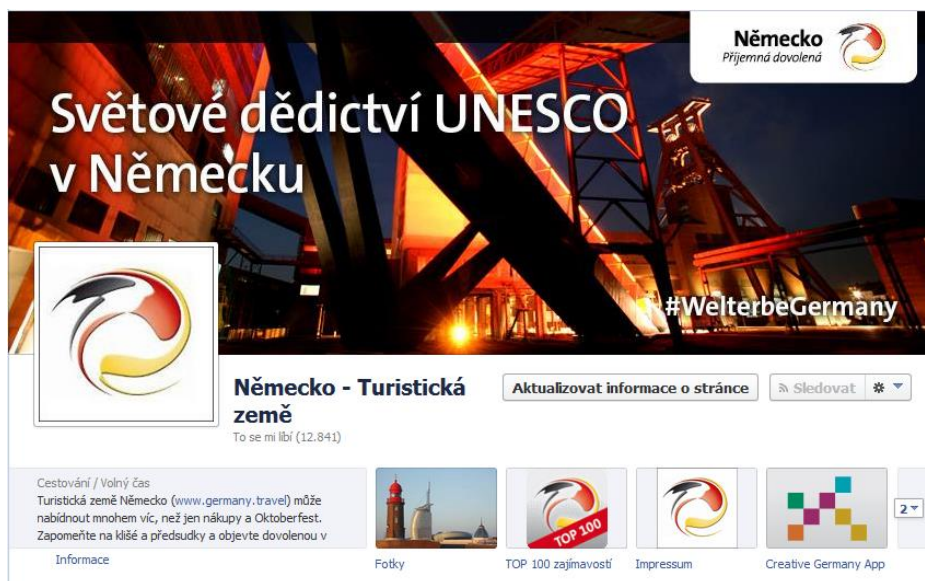 Německo
Příjemná dovolená
Světové dědictví UNESCO
v Německu
#WelterbeGermany
Německo - Turistická
země
To se mi líbí (12.841)
Aktualizovat informace o stránce
Sledovat
Cestování / Volný čas
Turistická země Německo (www.germany.travel) může
nabídnout mnohem víc, než jen nákupy a Oktoberfest.
Zapomeňte na klišé a předsudky a objevte dovolenou v
Informace
Fotky
TOP 100
TOP 100 zajímavostí
Impressum
Creative Germany App
2